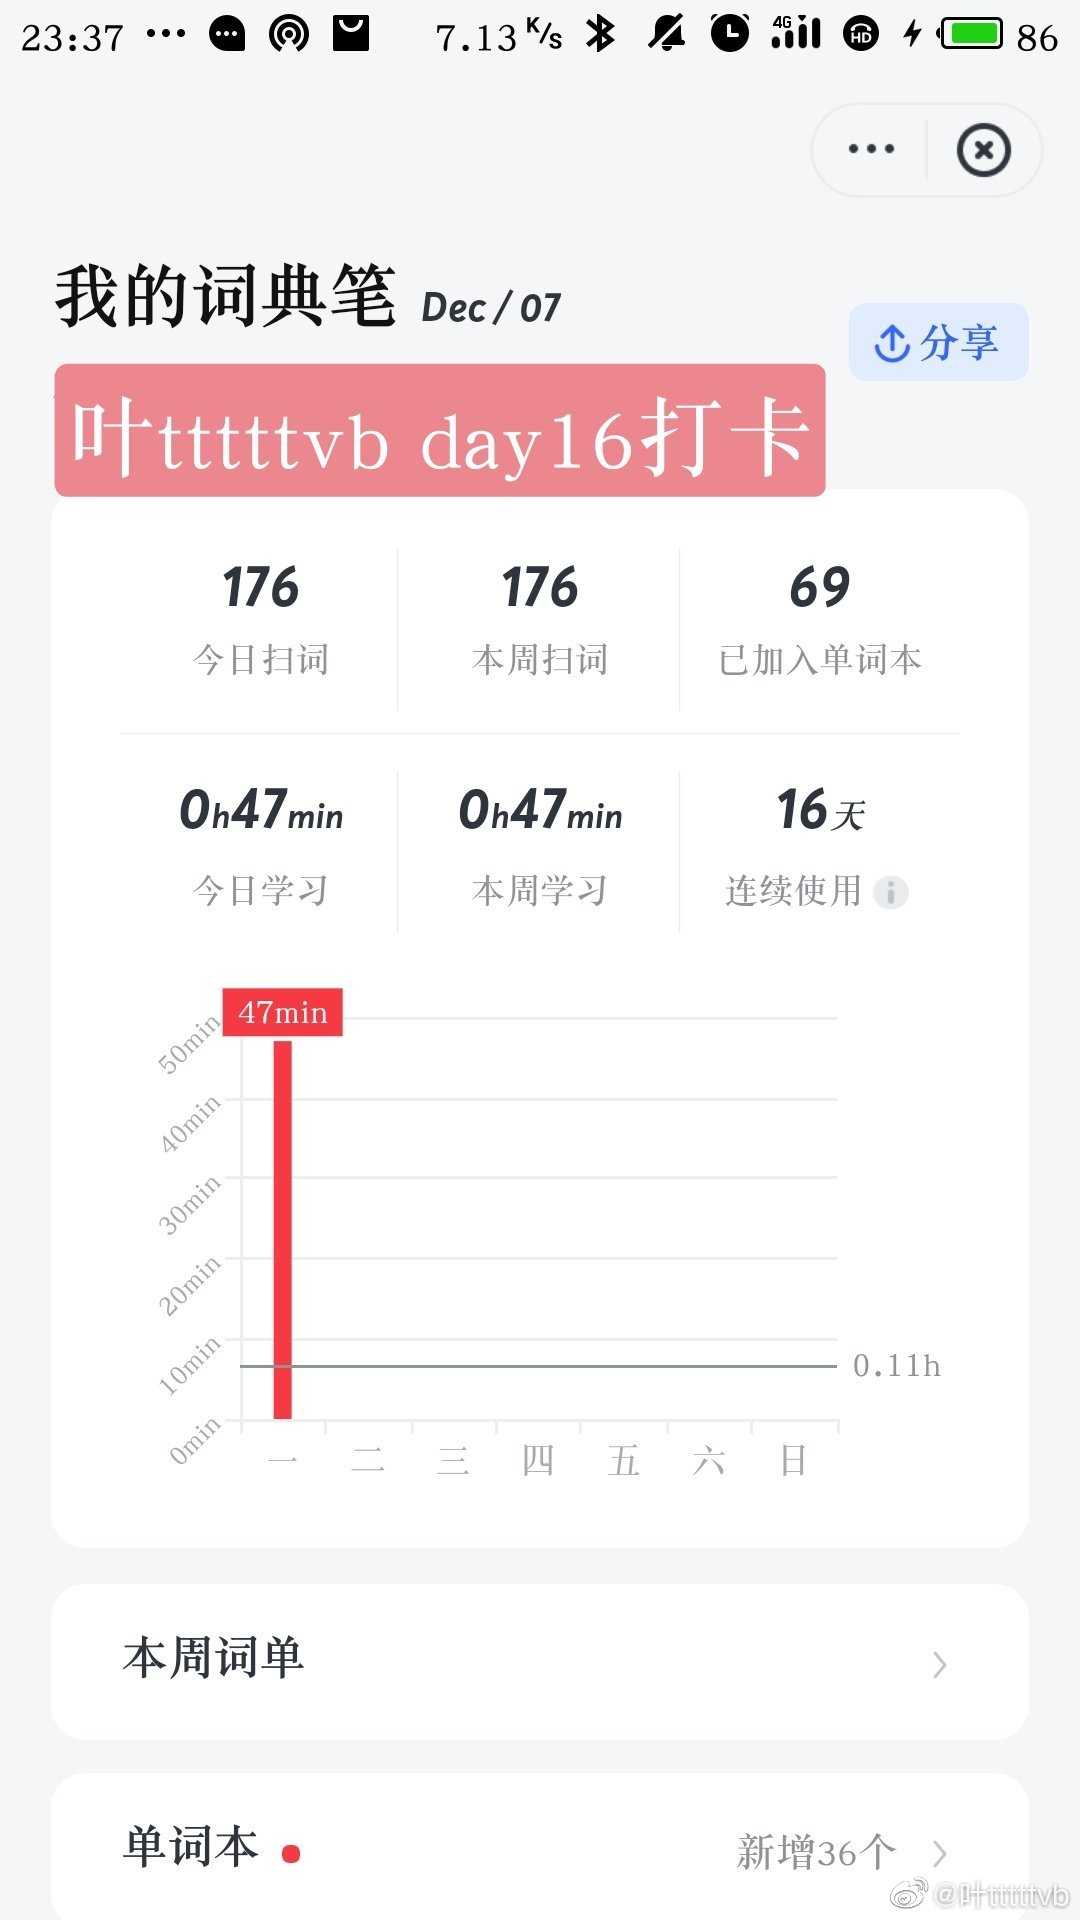 23:37 ... 7.13 K/s 4G HD 86
我的词典笔 Dec / 07
分享
叶tttttvb day16打卡
176 176 69
今日扫词 本周扫词 已加入单词本
0h47min 0h47min 16天
今日学习 本周学习 连续使用
47min
50min
40min
30min
20min
10min
0.11h
0min
一 二 三 四 五 六 日
本周词单
单词本 新增36个
@叶tttttvb